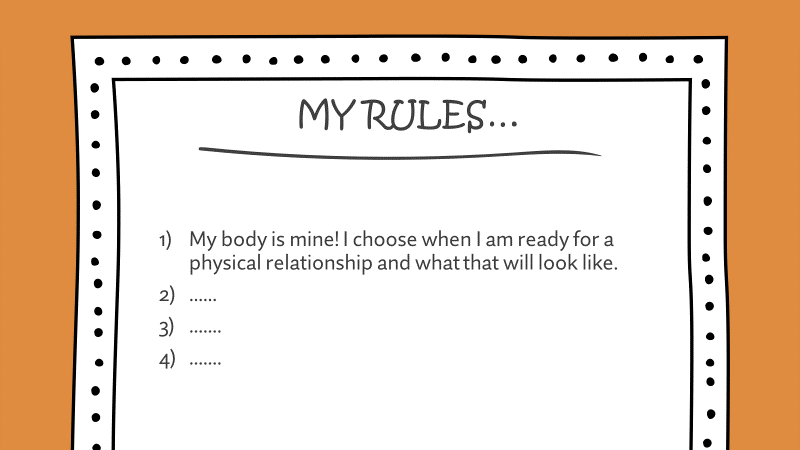 MY RULES...
1) My body is mine! I choose when I am ready for a
physical relationship and what that will look like.
2) ......
3) .......
4) .......